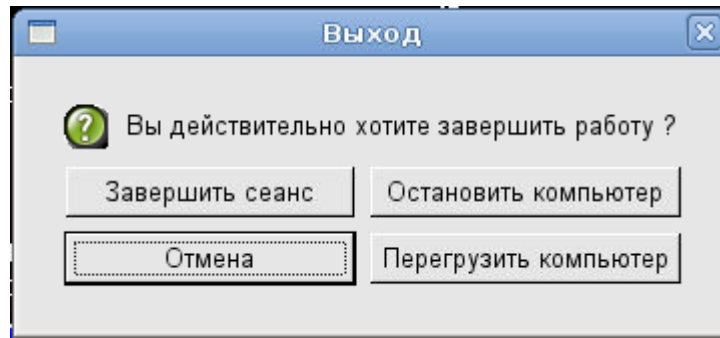 Выход
Вы действительно хотите завершить работу ?
Завершить сеанс
Остановить компьютер
Отмена
Перегрузить компьютер